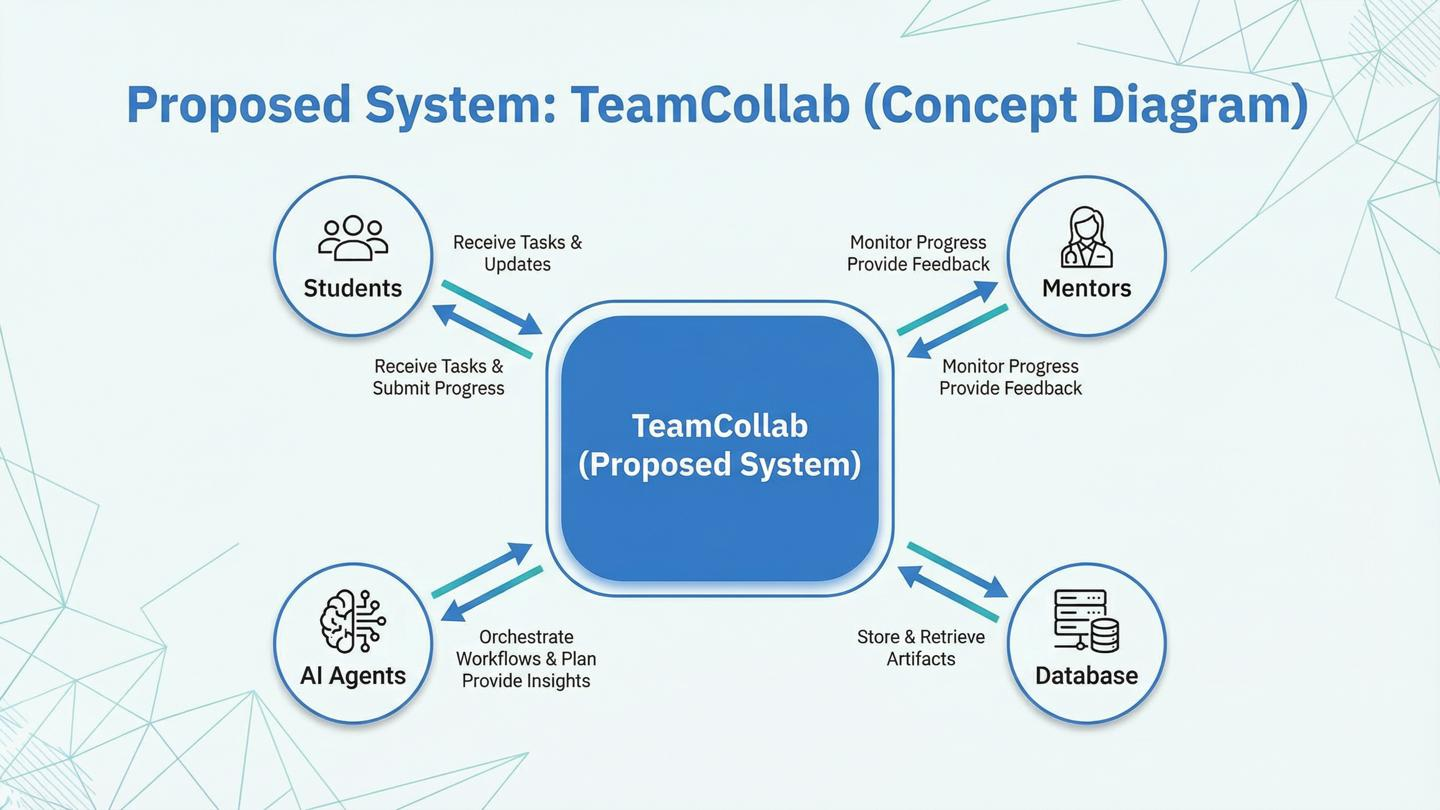 Proposed System: TeamCollab (Concept Diagram)
Students
Receive Tasks &
Updates
Receive Tasks &
Submit Progress
Monitor Progress
Provide Feedback
Mentors
Monitor Progress
Provide Feedback
TeamCollab
(Proposed System)
AI Agents
Orchestrate
Workflows & Plan
Provide Insights
Store & Retrieve
Artifacts
Database